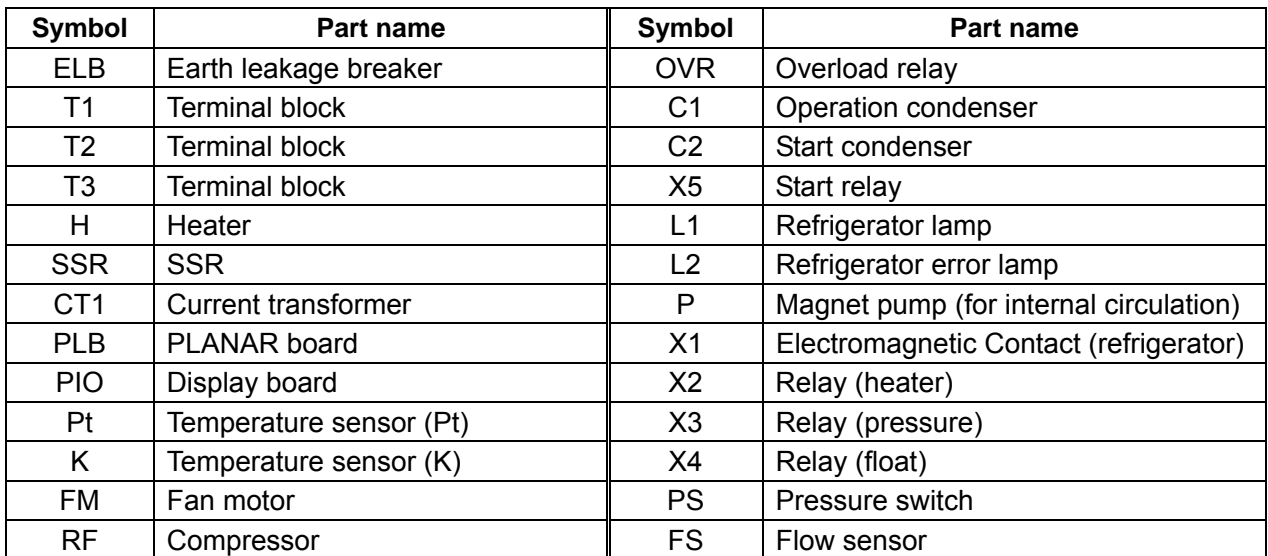 Symbol Part name Symbol Part name
ELB Earth leakage breaker OVR Overload relay
T1 Terminal block C1 Operation condenser
T2 Terminal block C2 Start condenser
T3 Terminal block X5 Start relay
H Heater L1 Refrigerator lamp
SSR SSR L2 Refrigerator error lamp
CT1 Current transformer P Magnet pump (for internal circulation)
PLB PLANAR board X1 Electromagnetic Contact (refrigerator)
PIO Display board X2 Relay (heater)
Pt Temperature sensor (Pt) X3 Relay (pressure)
K Temperature sensor (K) X4 Relay (float)
FM Fan motor PS Pressure switch
RF Compressor FS Flow sensor